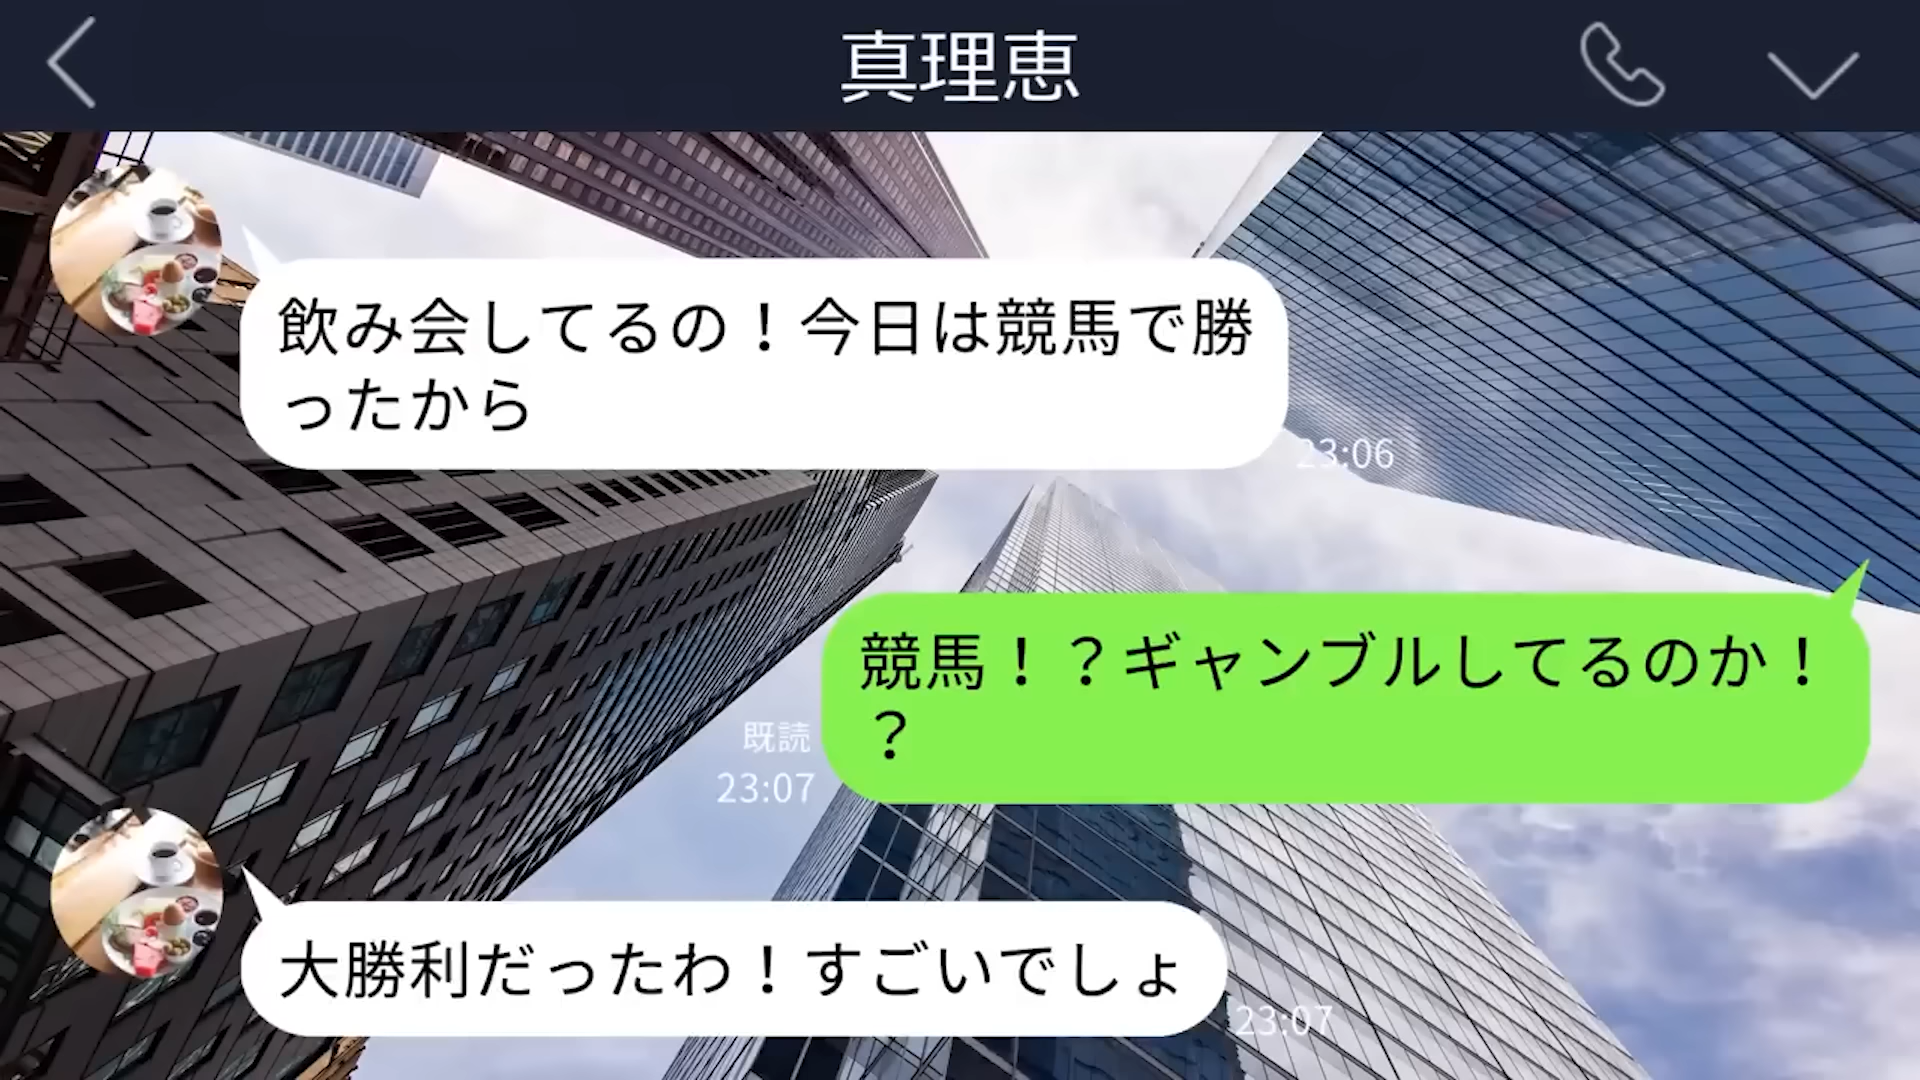 真理恵
飲み会してるの！今日は競馬で勝
ったから
23:06
競馬！？ギャンブルしてるのか！
？
既読
23:07
大勝利だったわ！すごいでしょ
23:07